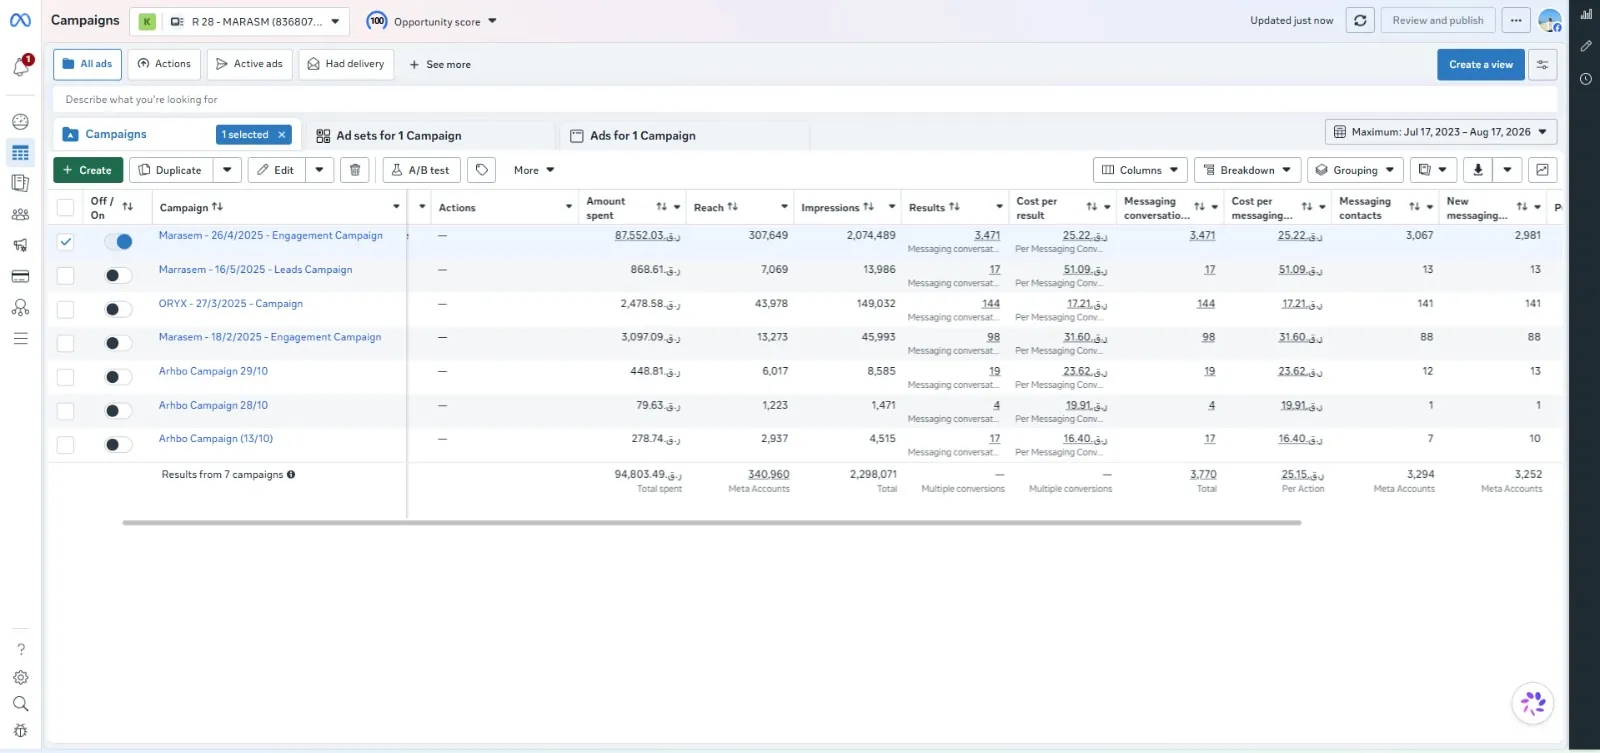 Campaigns K R 28 - MARASM (836807... 100 Opportunity score Updated just now Review and publish ...
1
All ads Actions Active ads Had delivery + See more Create a view
Describe what you're looking for
Campaigns 1 selected × Ad sets for 1 Campaign Ads for 1 Campaign Maximum: Jul 17, 2023 – Aug 17, 2026
+ Create Duplicate Edit A/B test More Columns Breakdown Grouping
Off / On Campaign Actions Amount spent Reach Impressions Results Cost per result Messaging conversatio... Cost per messaging... Messaging contacts New messaging...
Marasem - 26/4/2025 - Engagement Campaign — ر.ق.87,552.03 307,649 2,074,489 3,471 ر.ق.25.22 3,471 ر.ق.25.22 3,067 2,981
Messaging conversat... Per Messaging Conv...
Marrasem - 16/5/2025 - Leads Campaign — ر.ق.868.61 7,069 13,986 17 ر.ق.51.09 17 ر.ق.51.09 13 13
Messaging conversat... Per Messaging Conv...
ORYX - 27/3/2025 - Campaign — ر.ق.2,478.58 43,978 149,032 144 ر.ق.17.21 144 ر.ق.17.21 141 141
Messaging conversat... Per Messaging Conv...
Marasem - 18/2/2025 - Engagement Campaign — ر.ق.3,097.09 13,273 45,993 98 ر.ق.31.60 98 ر.ق.31.60 88 88
Messaging conversat... Per Messaging Conv...
Arhbo Campaign 29/10 — ر.ق.448.81 6,017 8,585 19 ر.ق.23.62 19 ر.ق.23.62 12 13
Messaging conversat... Per Messaging Conv...
Arhbo Campaign 28/10 — ر.ق.79.63 1,223 1,471 4 ر.ق.19.91 4 ر.ق.19.91 1 1
Messaging conversat... Per Messaging Conv...
Arhbo Campaign (13/10) — ر.ق.278.74 2,937 4,515 17 ر.ق.16.40 17 ر.ق.16.40 7 10
Messaging conversat... Per Messaging Conv...
Results from 7 campaigns ر.ق.94,803.49 340,960 2,298,071 — — 3,770 ر.ق.25.15 3,294 3,252
Total spent Meta Accounts Total Multiple conversions Multiple conversions Total Per Action Meta Accounts Meta Accounts